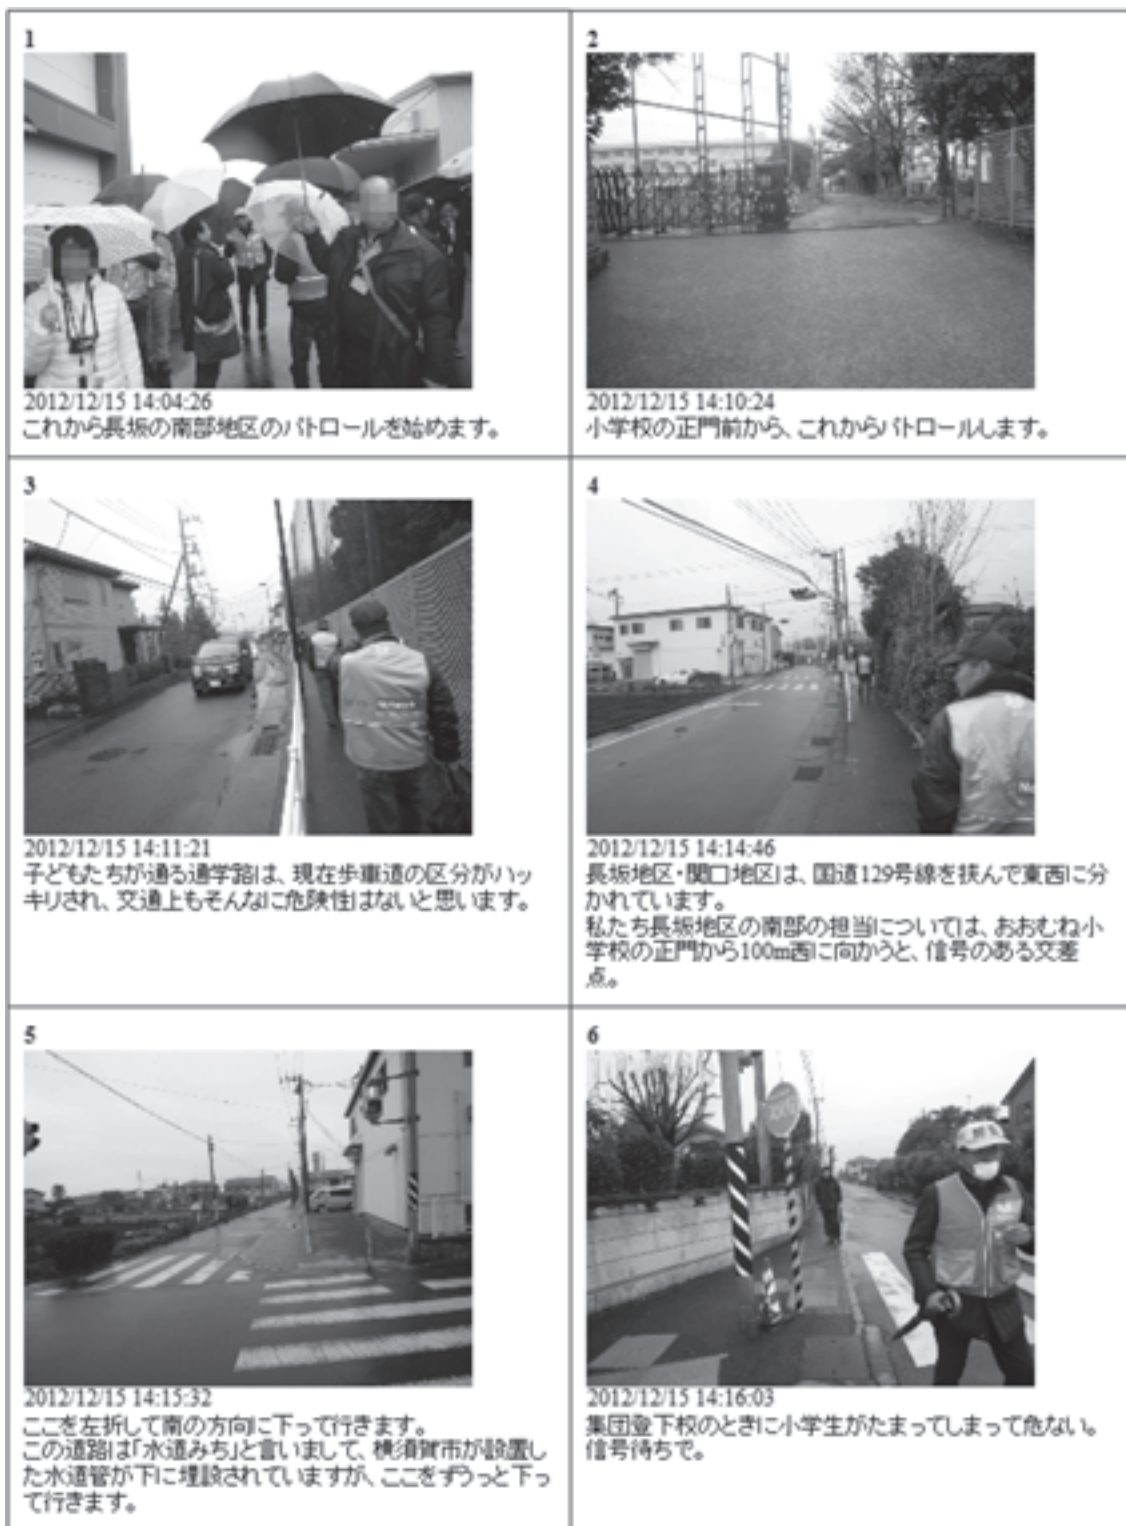 1
2012/12/15 14:04:26
これから長坂の南部地区のパトロールを始めます。
2
2012/12/15 14:10:24
小学校の正門前から、これからパトロールします。
3
2012/12/15 14:11:21
子どもたちが通る通学路は、現在歩車道の区分がハッ
キリされ、交通上もそんなに危険性はないと思います。
4
2012/12/15 14:14:46
長坂地区・関口地区は、国道129号線を挟んで東西に分
かれています。
私たち長坂地区の南部の担当については、おおむね小
学校の正門から100m西に向かうと、信号のある交差
点。
5
2012/12/15 14:15:32
ここを左折して南の方向に下って行きます。
この道路は「水道みち」と言いまして、横須賀市が設置し
た水道管が下に埋設されていますが、ここをずうっと下っ
て行きます。
6
2012/12/15 14:16:03
集団登下校のときに小学生がたまってしまって危ない。
信号待ちで。